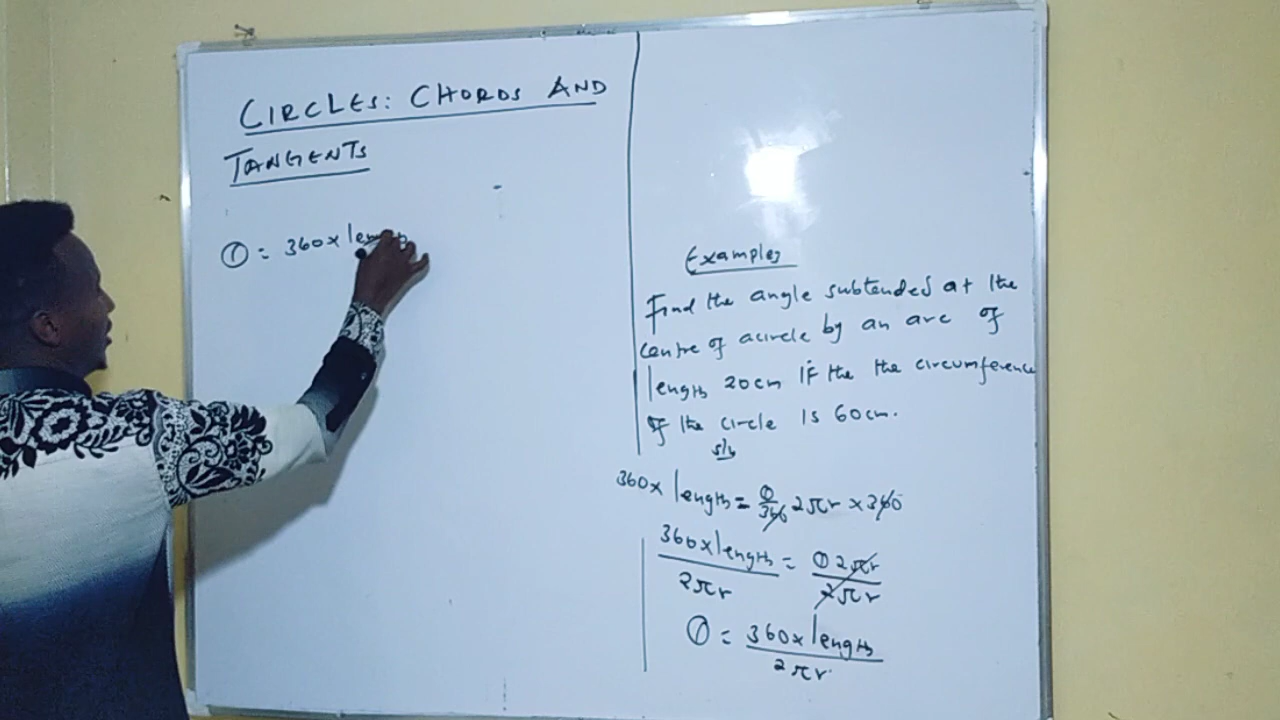 CIRCLES: CHORDS AND
TANGENTS
θ = 360 x length
Examples
Find the angle subtended at the
centre of acircle by an arc of
length 20cm if the the circumference
of the circle is 60cm.
s/n
360 x length = θ/360 2πr x 360
360 x length / 2πr = θ 2πr / 2πr
θ = 360 x length / 2πr